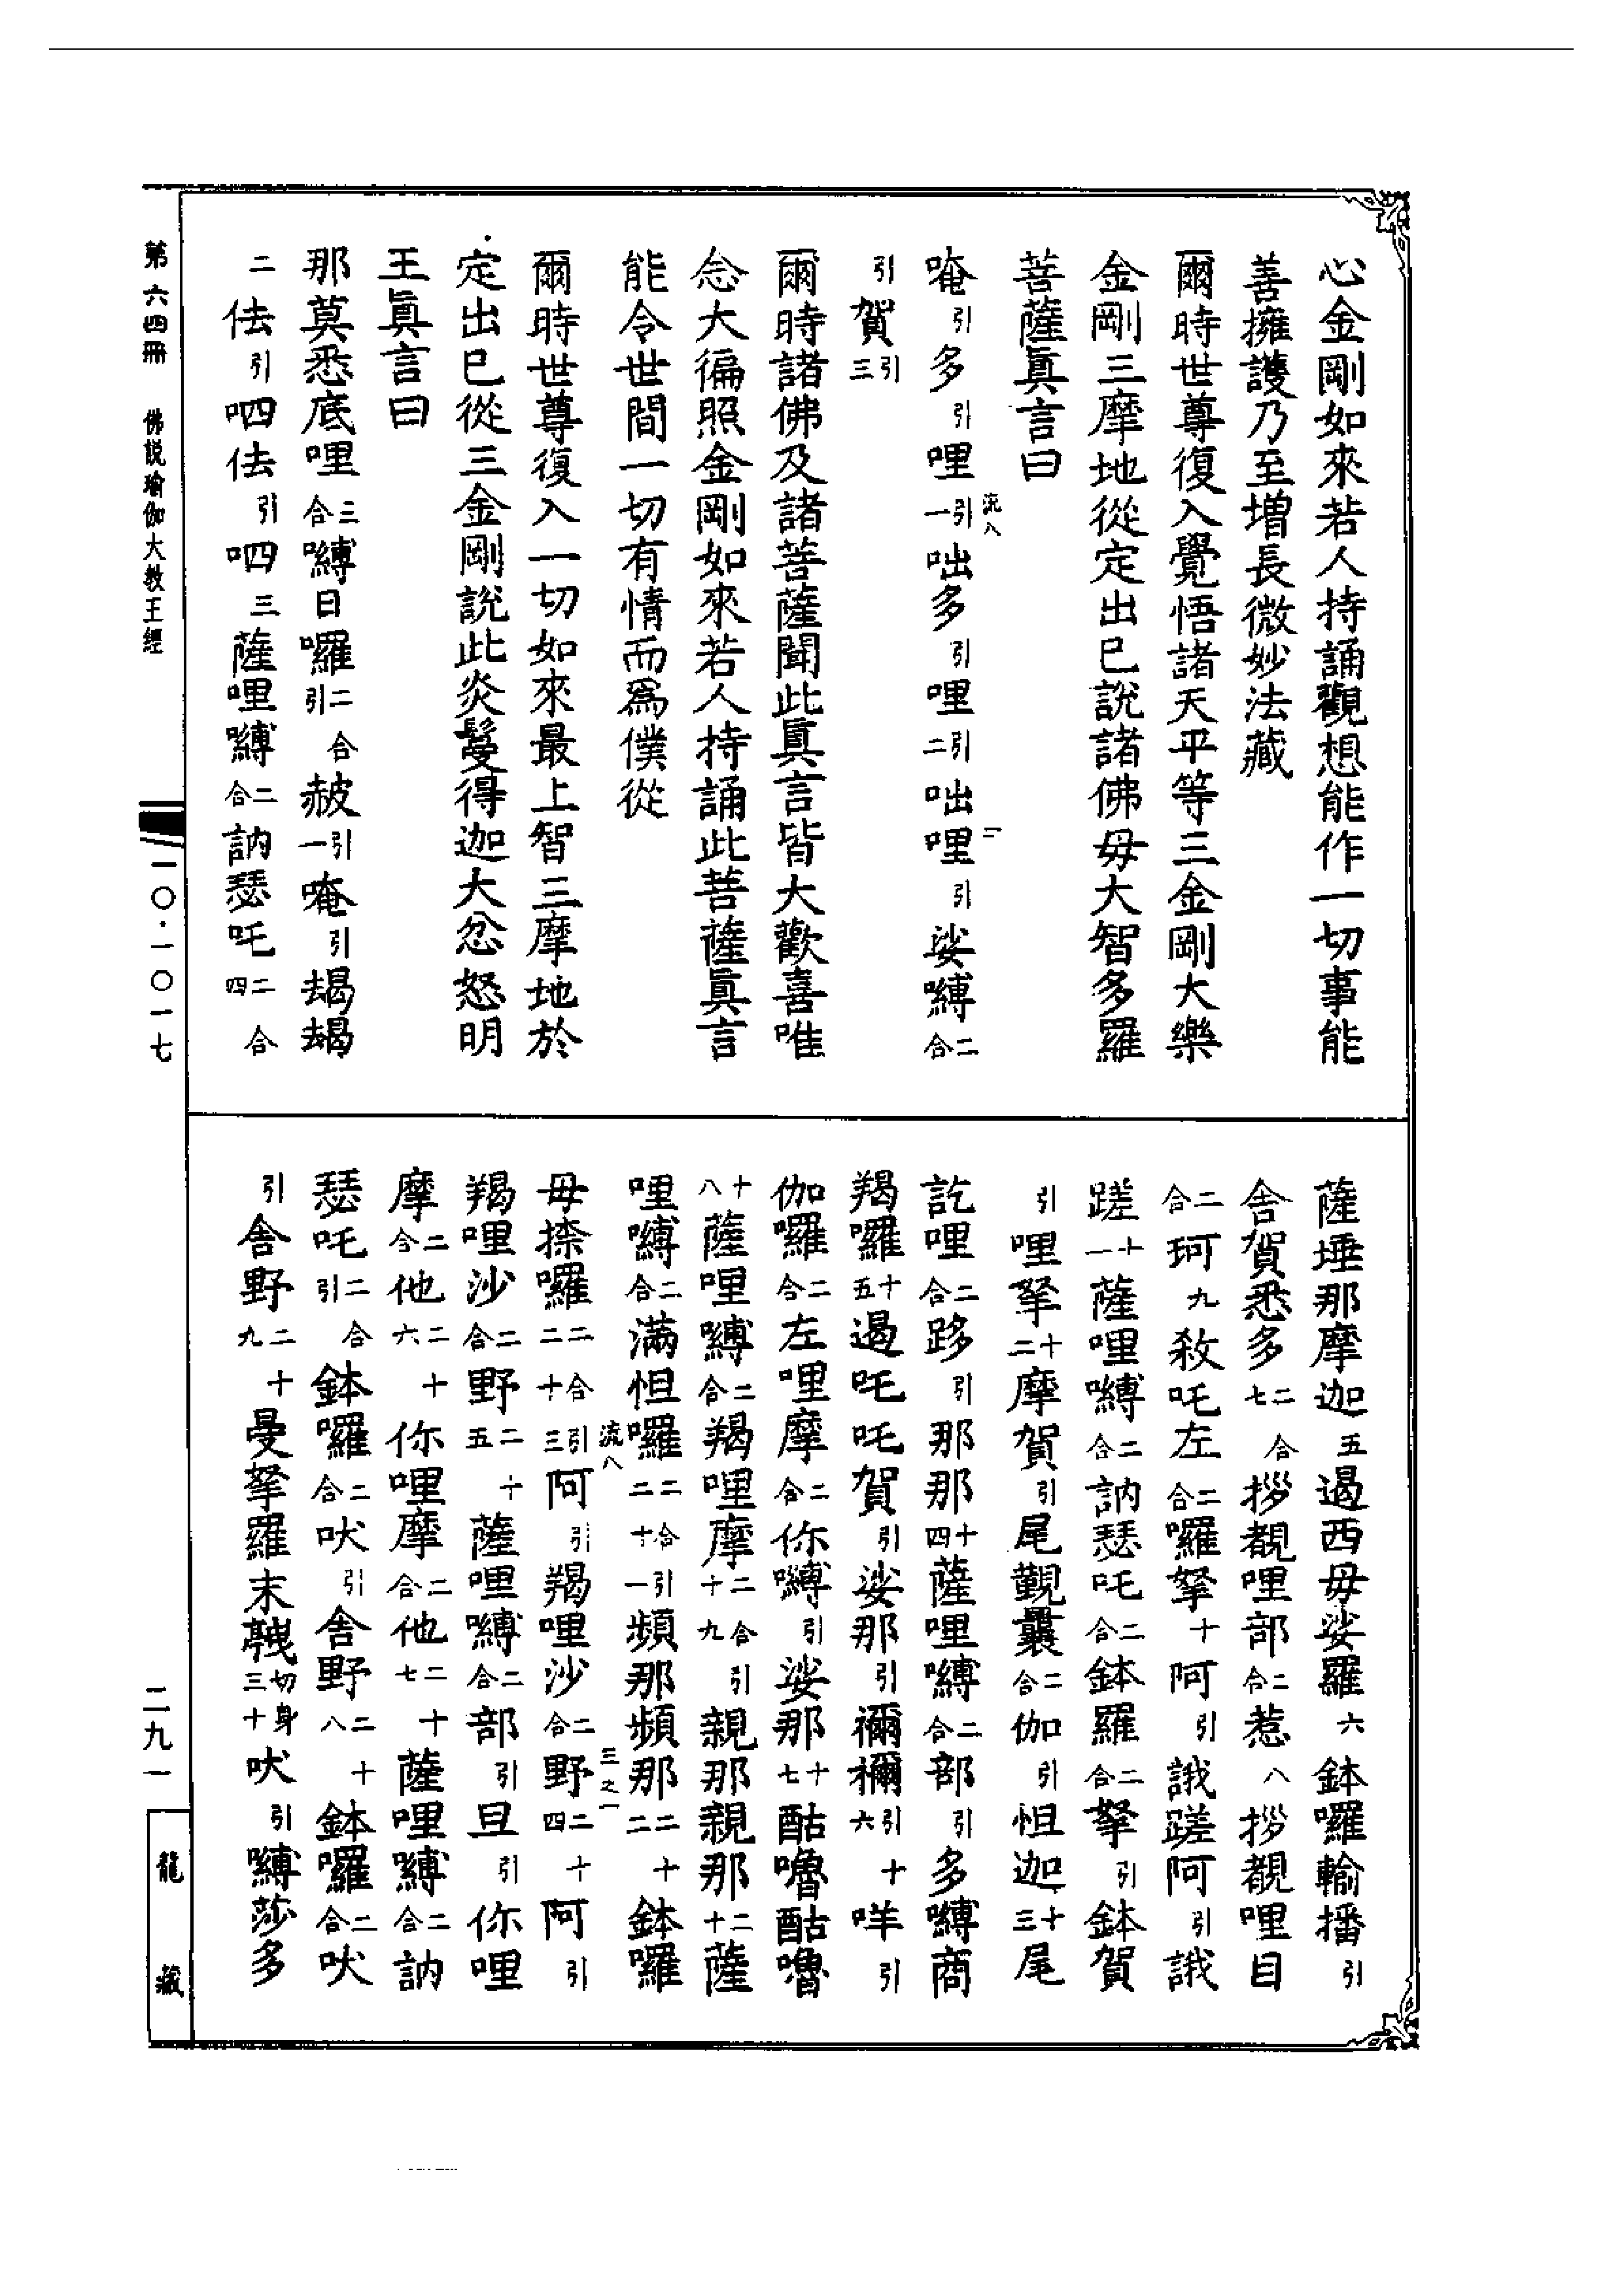 心金剛如來若人持誦觀想能作一切事能
善擁護乃至增長微妙法藏
爾時世尊復入覺悟諸天平等三金剛大樂
金剛三摩地從定出已說諸佛毋大智多羅
菩薩眞言曰
唵引多引哩引一咄多引哩引二咄哩引娑嚩二合
引賀引三
爾時諸佛及諸菩薩聞此眞言皆大歡喜唯
念大徧照金剛如來若人持誦此菩薩眞言
能令世間一切有情而爲僕從
爾時世尊復入一切如來最上智三摩地於
定出已從三金剛說此炎鬘得迦大忿怒明
王眞言曰
那莫悉底哩三合嚩日囉二合引赧引一唵引朅朅
二佉引呬佉引呬三薩哩嚩二合訥瑟吒二合四
薩埵那摩迦五遏西毋娑羅六鉢囉輸播引
舍賀悉多二合七拶覩哩部二合惹八拶覩哩目
二合珂九殺吒左二合囉拏十阿引誐蹉阿引誐
蹉十一薩哩嚩二合訥瑟吒二合鉢羅二合拏引鉢賀
引哩拏十二摩賀引尾覲曩二合伽引怛迦十三尾
訖哩二合跢引那那十四薩哩嚩二合部引多嚩商
羯囉十五遏吒吒賀引娑那引禰禰引十六咩引
伽囉二合左哩摩二合你嚩引娑那十七酤嚕酤嚕
十八薩哩嚩二合羯哩摩二合引十九親那親那二十薩
哩嚩二合滿怛囉二合引二十一頻那頻那二十二鉢囉
毋捺囉二合引二十三阿引羯哩沙二合野二十四阿引
羯哩沙二合野二十五薩哩嚩二合部引旦引你哩
摩二合他二十六你哩摩二合他二十七薩哩嚩二合訥
瑟吒二合引鉢囉二合吠引舍野二十八鉢囉二合吠
引舍野二十九曼拏羅末䫂切身三十吠引嚩莎多
流八
二
流八
三之一
第六四冊 佛說瑜伽大教王經
一〇·一〇一七
二九一
龍藏